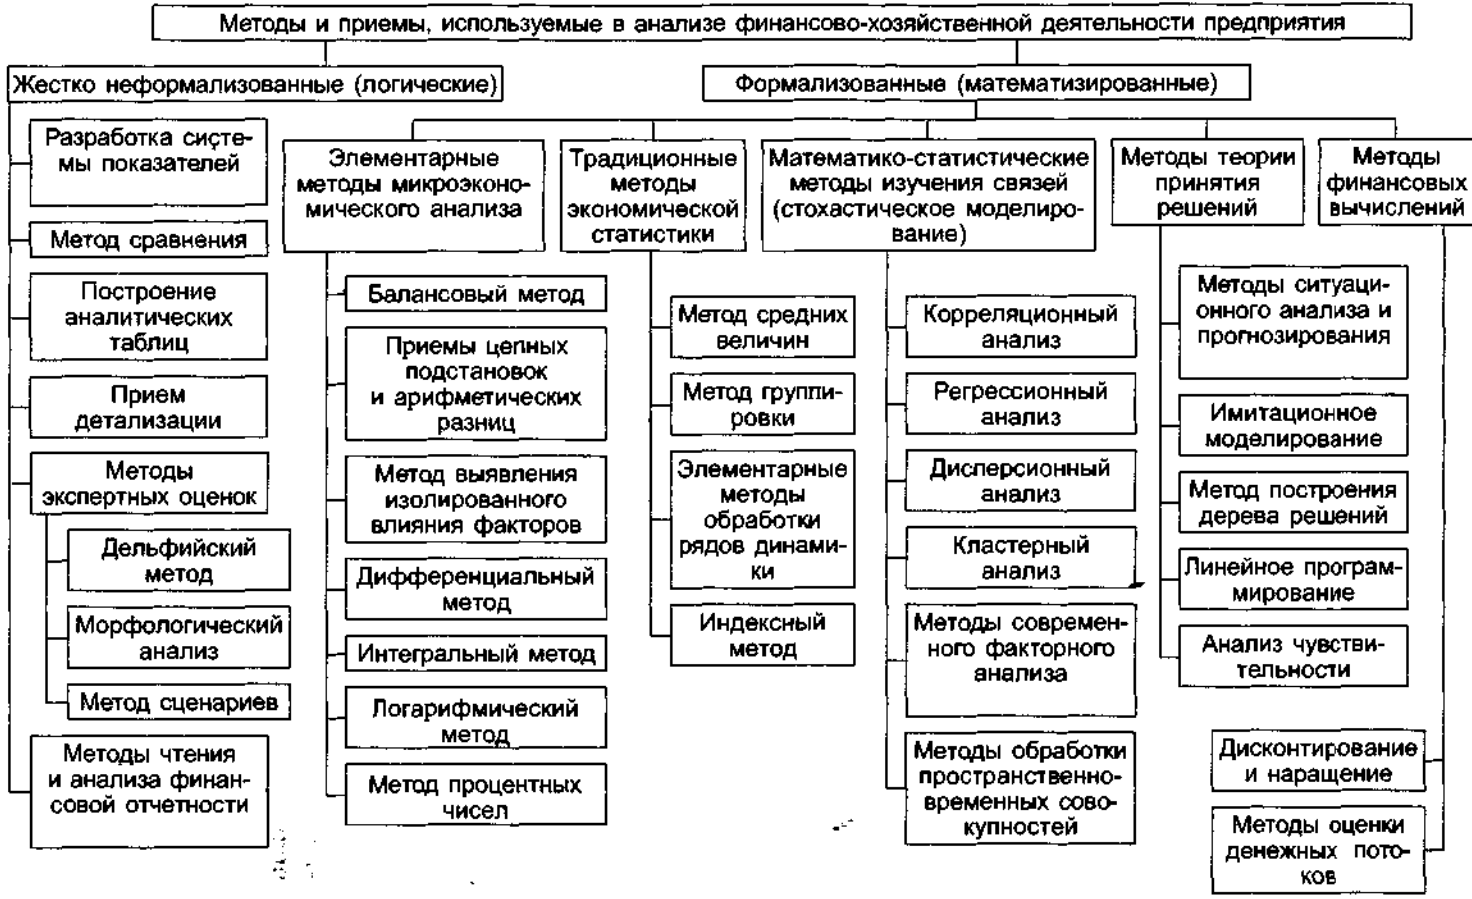 Методы и приемы, используемые в анализе финансово-хозяйственной деятельности предприятия
Жестко неформализованные (логические)
Формализованные (математизированные)
Разработка систе-
мы показателей
Метод сравнения
Построение
аналитических
таблиц
Прием
детализации
Методы
экспертных оценок
Дельфийский
метод
Морфологический
анализ
Метод сценариев
Методы чтения
и анализа финан-
совой отчетности
Элементарные
методы микроэконо-
мического анализа
Балансовый метод
Приемы цепных
подстановок
и арифметических
разниц
Метод выявления
изолированного
влияния факторов
Дифференциальный
метод
Интегральный метод
Логарифмический
метод
Метод процентных
чисел
Традиционные
методы
экономической
статистики
Метод средних
величин
Метод группи-
ровки
Элементарные
методы
обработки
рядов динами-
ки
Индексный
метод
Математико-статистические
методы изучения связей
(стохастическое моделиро-
вание)
Корреляционный
анализ
Регрессионный
анализ
Дисперсионный
анализ
Кластерный
анализ
Методы современ-
ного факторного
анализа
Методы обработки
пространственно-
временных сово-
купностей
Методы теории
принятия
решений
Методы ситуаци-
онного анализа и
прогнозирования
Имитационное
моделирование
Метод построения
дерева решений
Линейное програм-
мирование
Анализ чувстви-
тельности
Методы
финансовых
вычислений
Дисконтирование
и наращение
Методы оценки
денежных пото-
ков